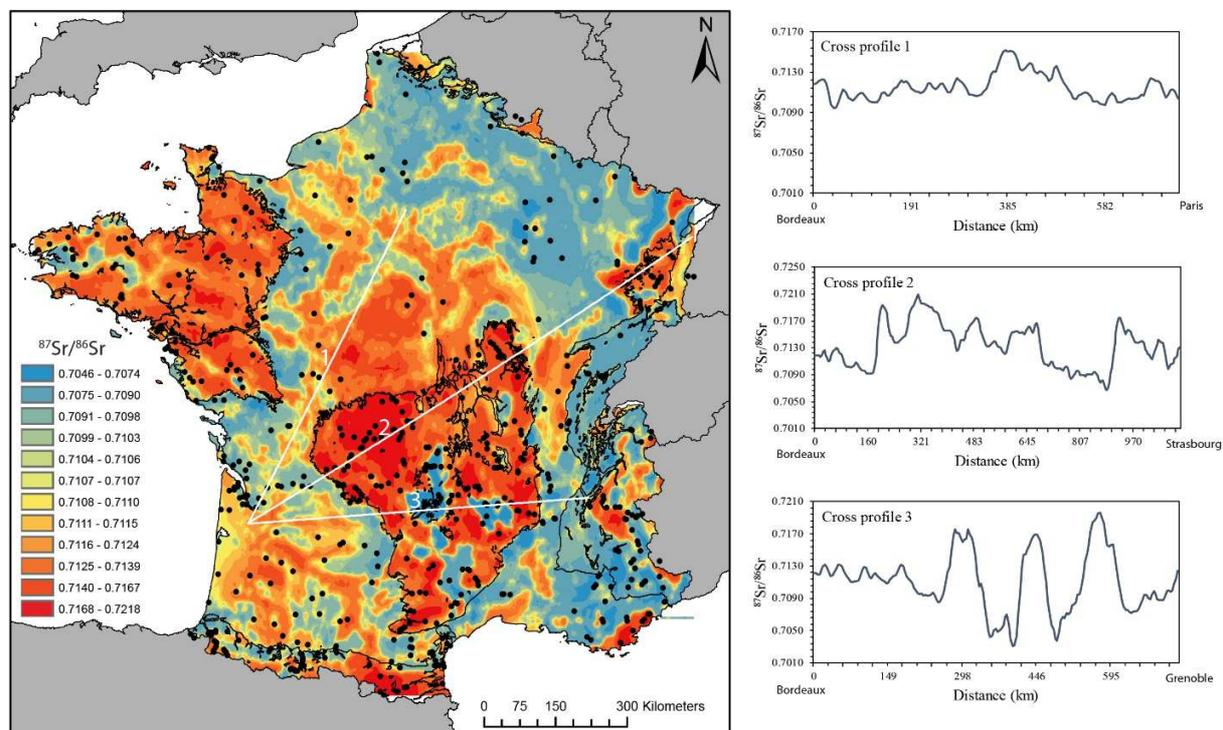 N
1
2
3
⁸⁷Sr/⁸⁶Sr
0.7046 - 0.7074
0.7075 - 0.7090
0.7091 - 0.7098
0.7099 - 0.7103
0.7104 - 0.7106
0.7107 - 0.7107
0.7108 - 0.7110
0.7111 - 0.7115
0.7116 - 0.7124
0.7125 - 0.7139
0.7140 - 0.7167
0.7168 - 0.7218
0 75 150 300 Kilometers
Cross profile 1
⁸⁷Sr/⁸⁶Sr
0.7170
0.7130
0.7090
0.7050
0.7010
0 191 385 582
Bordeaux Paris
Distance (km)
Cross profile 2
⁸⁷Sr/⁸⁶Sr
0.7250
0.7210
0.7170
0.7130
0.7090
0.7050
0.7010
0 160 321 483 645 807 970
Bordeaux Strasbourg
Distance (km)
Cross profile 3
⁸⁷Sr/⁸⁶Sr
0.7210
0.7170
0.7130
0.7090
0.7050
0.7010
0 149 298 446 595
Bordeaux Grenoble
Distance (km)